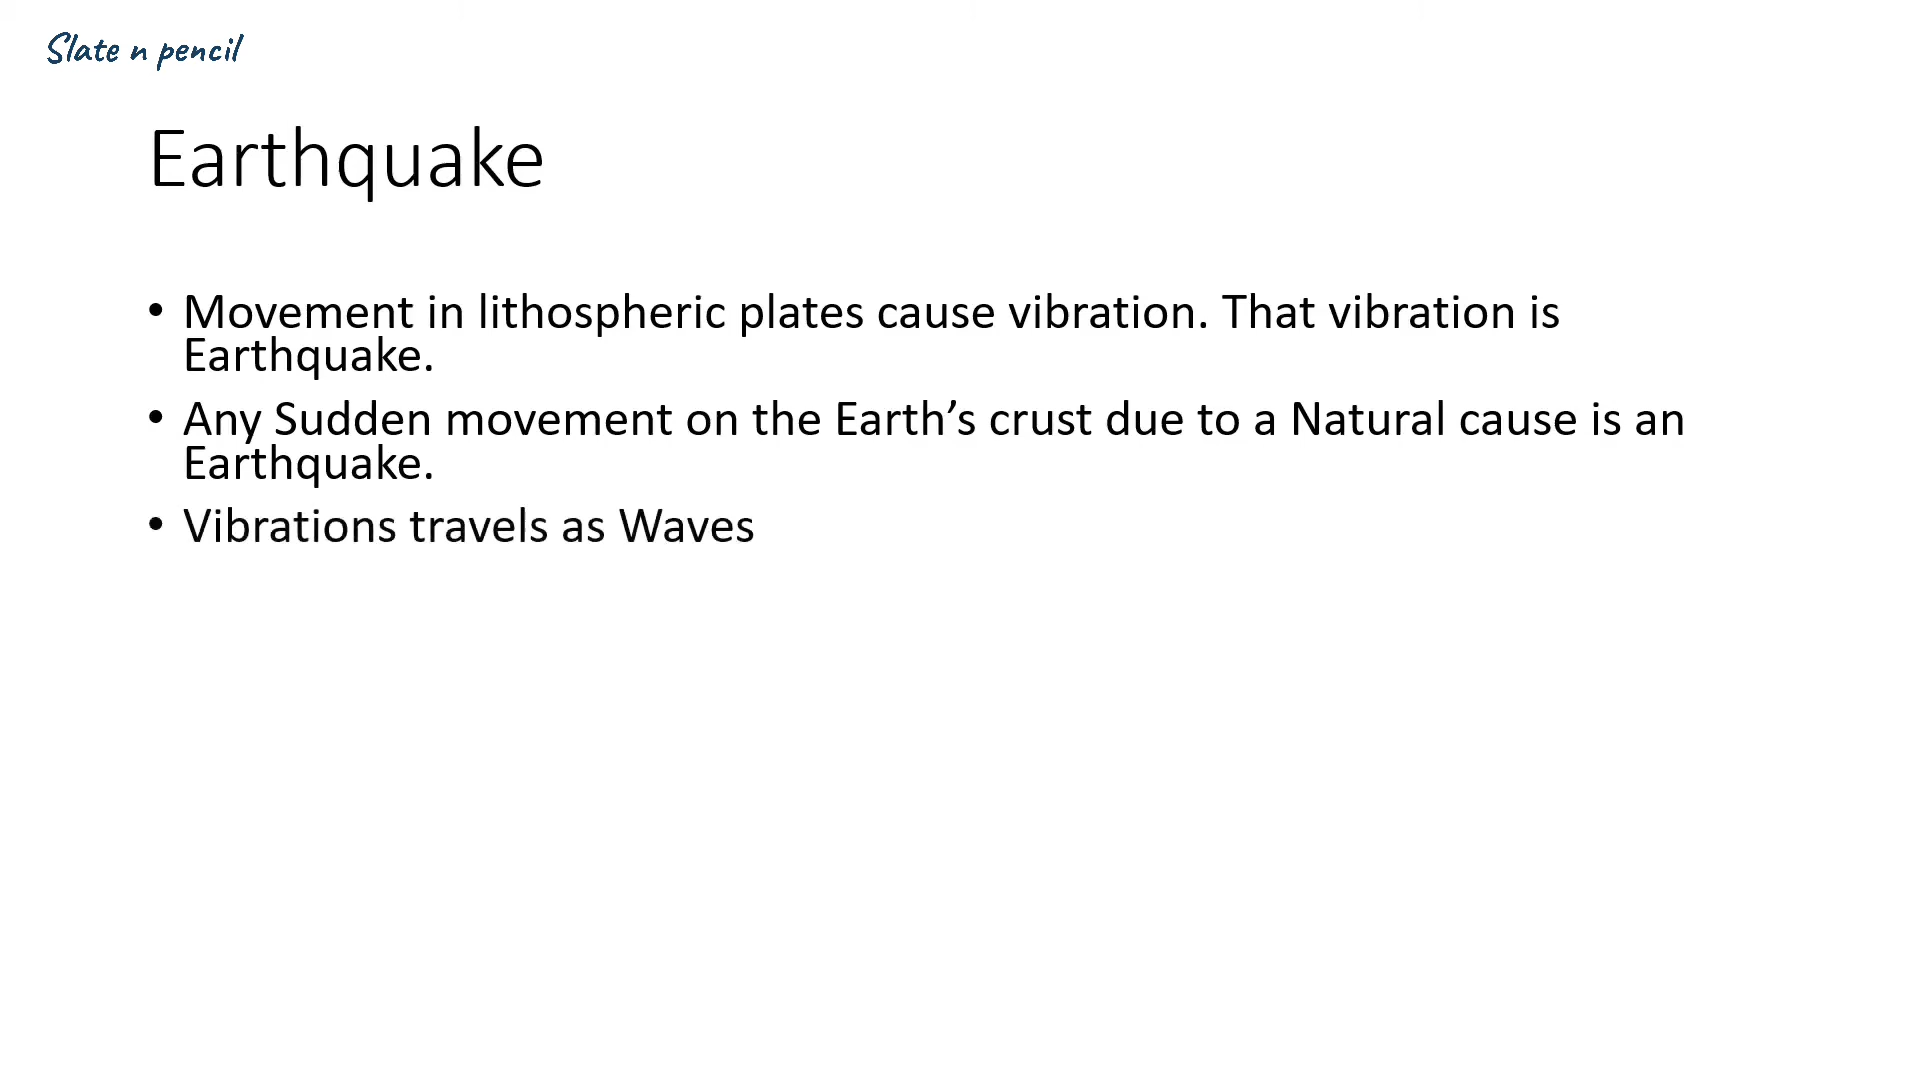 Slate n pencil
Earthquake
• Movement in lithospheric plates cause vibration. That vibration is
Earthquake.
• Any Sudden movement on the Earth’s crust due to a Natural cause is an
Earthquake.
• Vibrations travels as Waves